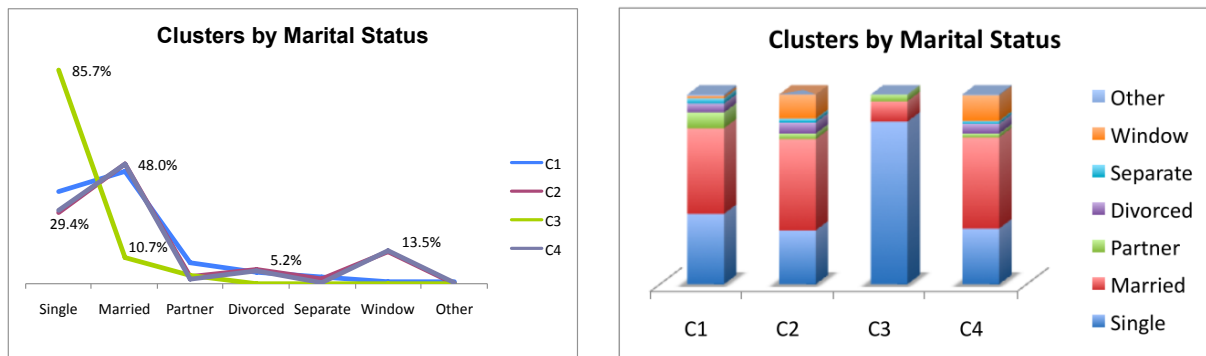 Clusters by Marital Status
85.7%
48.0%
29.4%
10.7%
5.2%
13.5%
C1
C2
C3
C4
Single Married Partner Divorced Separate Window Other
Clusters by Marital Status
Other
Window
Separate
Divorced
Partner
Married
Single
C1 C2 C3 C4